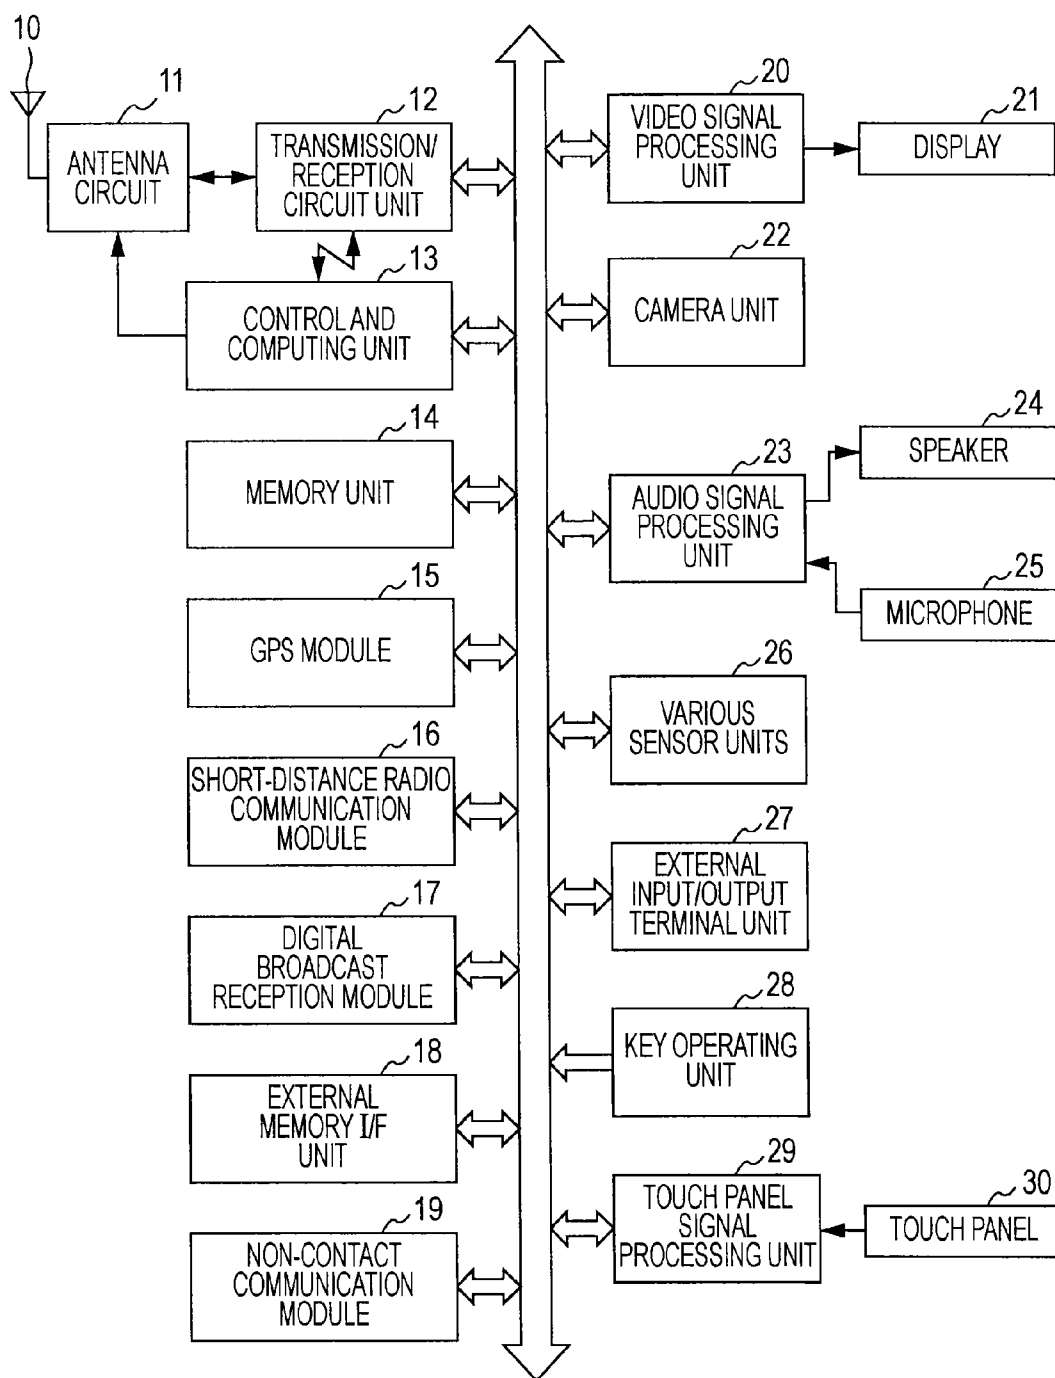 10
11
ANTENNA
CIRCUIT
12
TRANSMISSION/
RECEPTION
CIRCUIT UNIT
13
CONTROL AND
COMPUTING UNIT
14
MEMORY UNIT
15
GPS MODULE
16
SHORT-DISTANCE RADIO
COMMUNICATION
MODULE
17
DIGITAL
BROADCAST
RECEPTION MODULE
18
EXTERNAL
MEMORY I/F
UNIT
19
NON-CONTACT
COMMUNICATION
MODULE
20
VIDEO SIGNAL
PROCESSING
UNIT
21
DISPLAY
22
CAMERA UNIT
23
AUDIO SIGNAL
PROCESSING
UNIT
24
SPEAKER
25
MICROPHONE
26
VARIOUS
SENSOR UNITS
27
EXTERNAL
INPUT/OUTPUT
TERMINAL UNIT
28
KEY OPERATING
UNIT
29
TOUCH PANEL
SIGNAL
PROCESSING UNIT
30
TOUCH PANEL